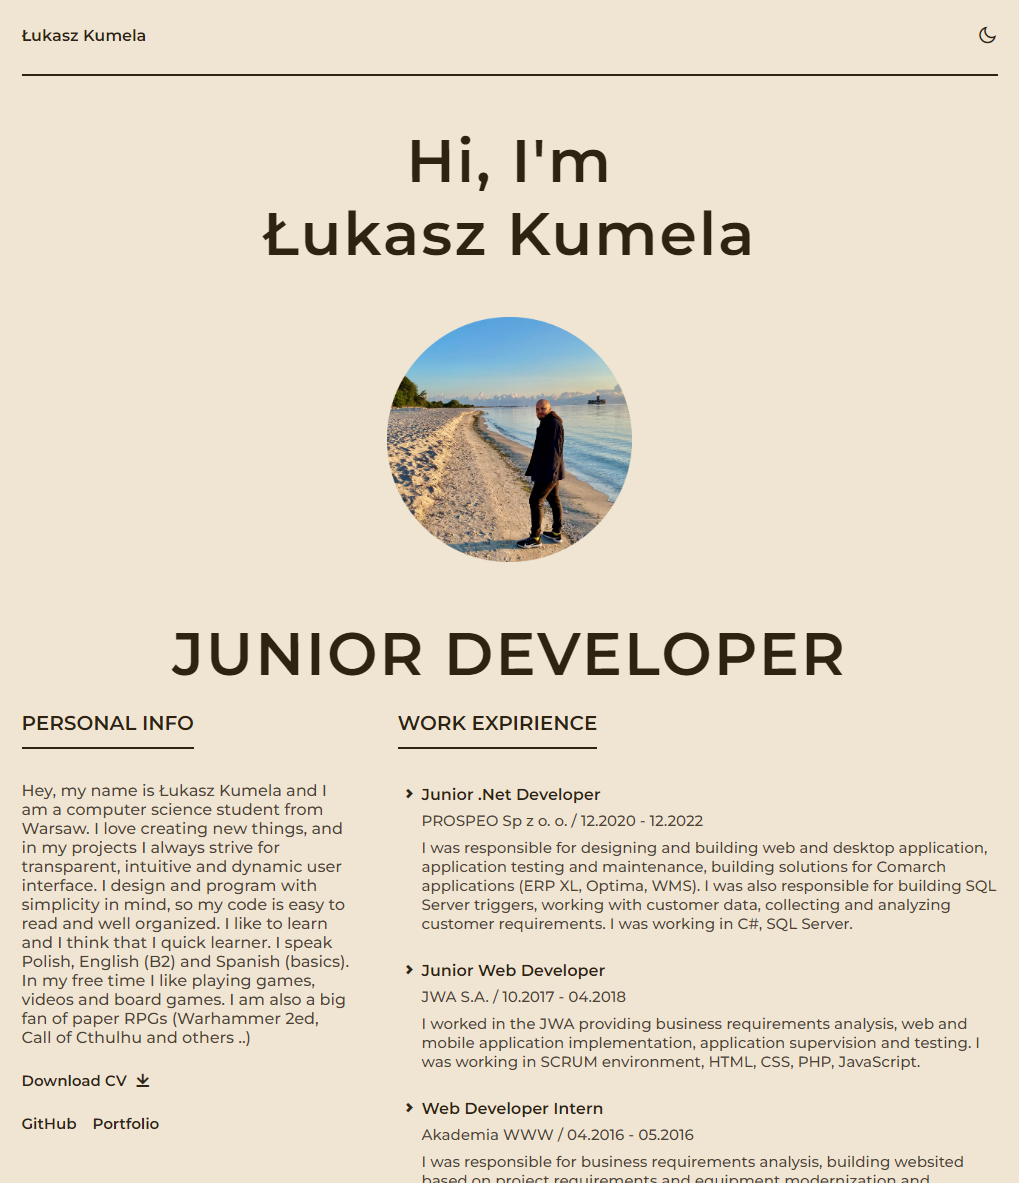 Łukasz Kumela
Hi, I'm
Łukasz Kumela
JUNIOR DEVELOPER
PERSONAL INFO
Hey, my name is Łukasz Kumela and I
am a computer science student from
Warsaw. I love creating new things, and
in my projects I always strive for
transparent, intuitive and dynamic user
interface. I design and program with
simplicity in mind, so my code is easy to
read and well organized. I like to learn
and I think that I quick learner. I speak
Polish, English (B2) and Spanish (basics).
In my free time I like playing games,
videos and board games. I am also a big
fan of paper RPGs (Warhammer 2ed,
Call of Cthulhu and others ..)
Download CV
GitHub Portfolio
WORK EXPIRIENCE
Junior .Net Developer
PROSPEO Sp z o. o. / 12.2020 - 12.2022
I was responsible for designing and building web and desktop application,
application testing and maintenance, building solutions for Comarch
applications (ERP XL, Optima, WMS). I was also responsible for building SQL
Server triggers, working with customer data, collecting and analyzing
customer requirements. I was working in C#, SQL Server.
Junior Web Developer
JWA S.A. / 10.2017 - 04.2018
I worked in the JWA providing business requirements analysis, web and
mobile application implementation, application supervision and testing. I
was working in SCRUM environment, HTML, CSS, PHP, JavaScript.
Web Developer Intern
Akademia WWW / 04.2016 - 05.2016
I was responsible for business requirements analysis, building websited
based on project requirements and equipment modernization and